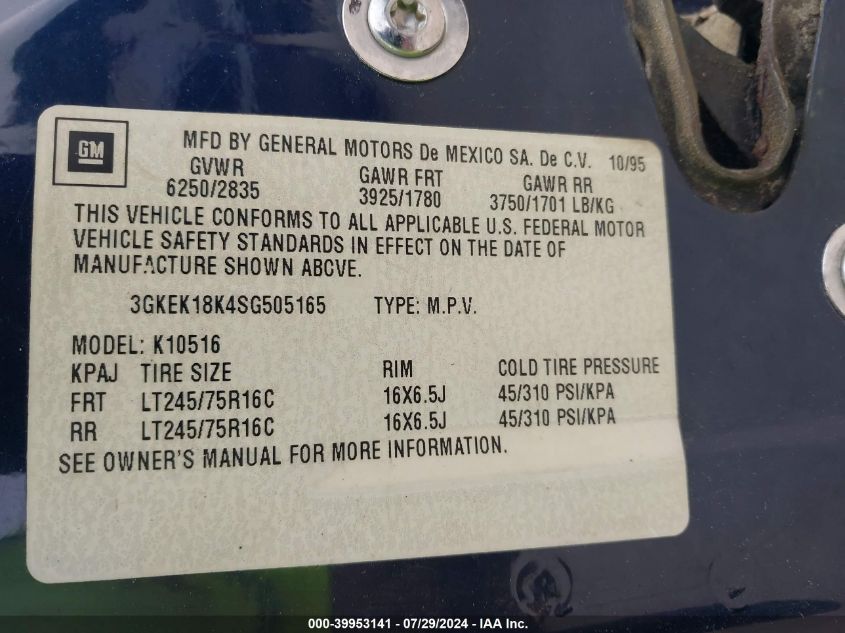 GM
MFD BY GENERAL MOTORS De MEXICO SA. De C.V. 10/95
GVWR GAWR FRT GAWR RR
6250/2835 3925/1780 3750/1701 LB/KG
THIS VEHICLE CONFORMS TO ALL APPLICABLE U.S. FEDERAL MOTOR
VEHICLE SAFETY STANDARDS IN EFFECT ON THE DATE OF
MANUFACTURE SHOWN ABOVE.
3GKEK18K4SG505165 TYPE: M.P.V.
MODEL: K10516
KPAJ TIRE SIZE RIM COLD TIRE PRESSURE
FRT LT245/75R16C 16X6.5J 45/310 PSI/KPA
RR LT245/75R16C 16X6.5J 45/310 PSI/KPA
SEE OWNER'S MANUAL FOR MORE INFORMATION.
000-39953141 - 07/29/2024 - IAA Inc.